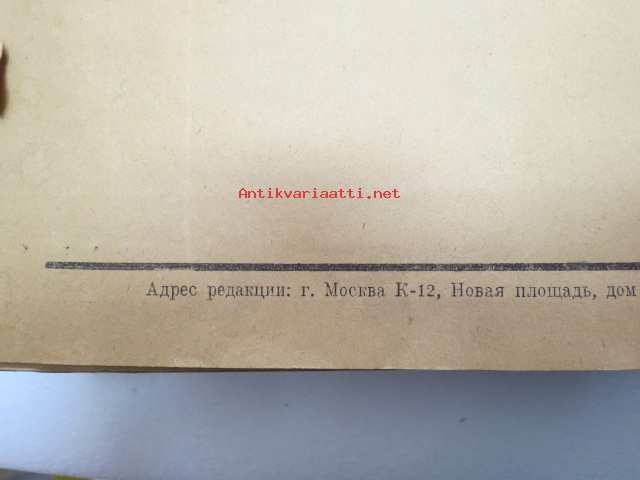 Antikvariaatti.net
Адрес редакции: г. Москва К-12, Новая площадь, дом